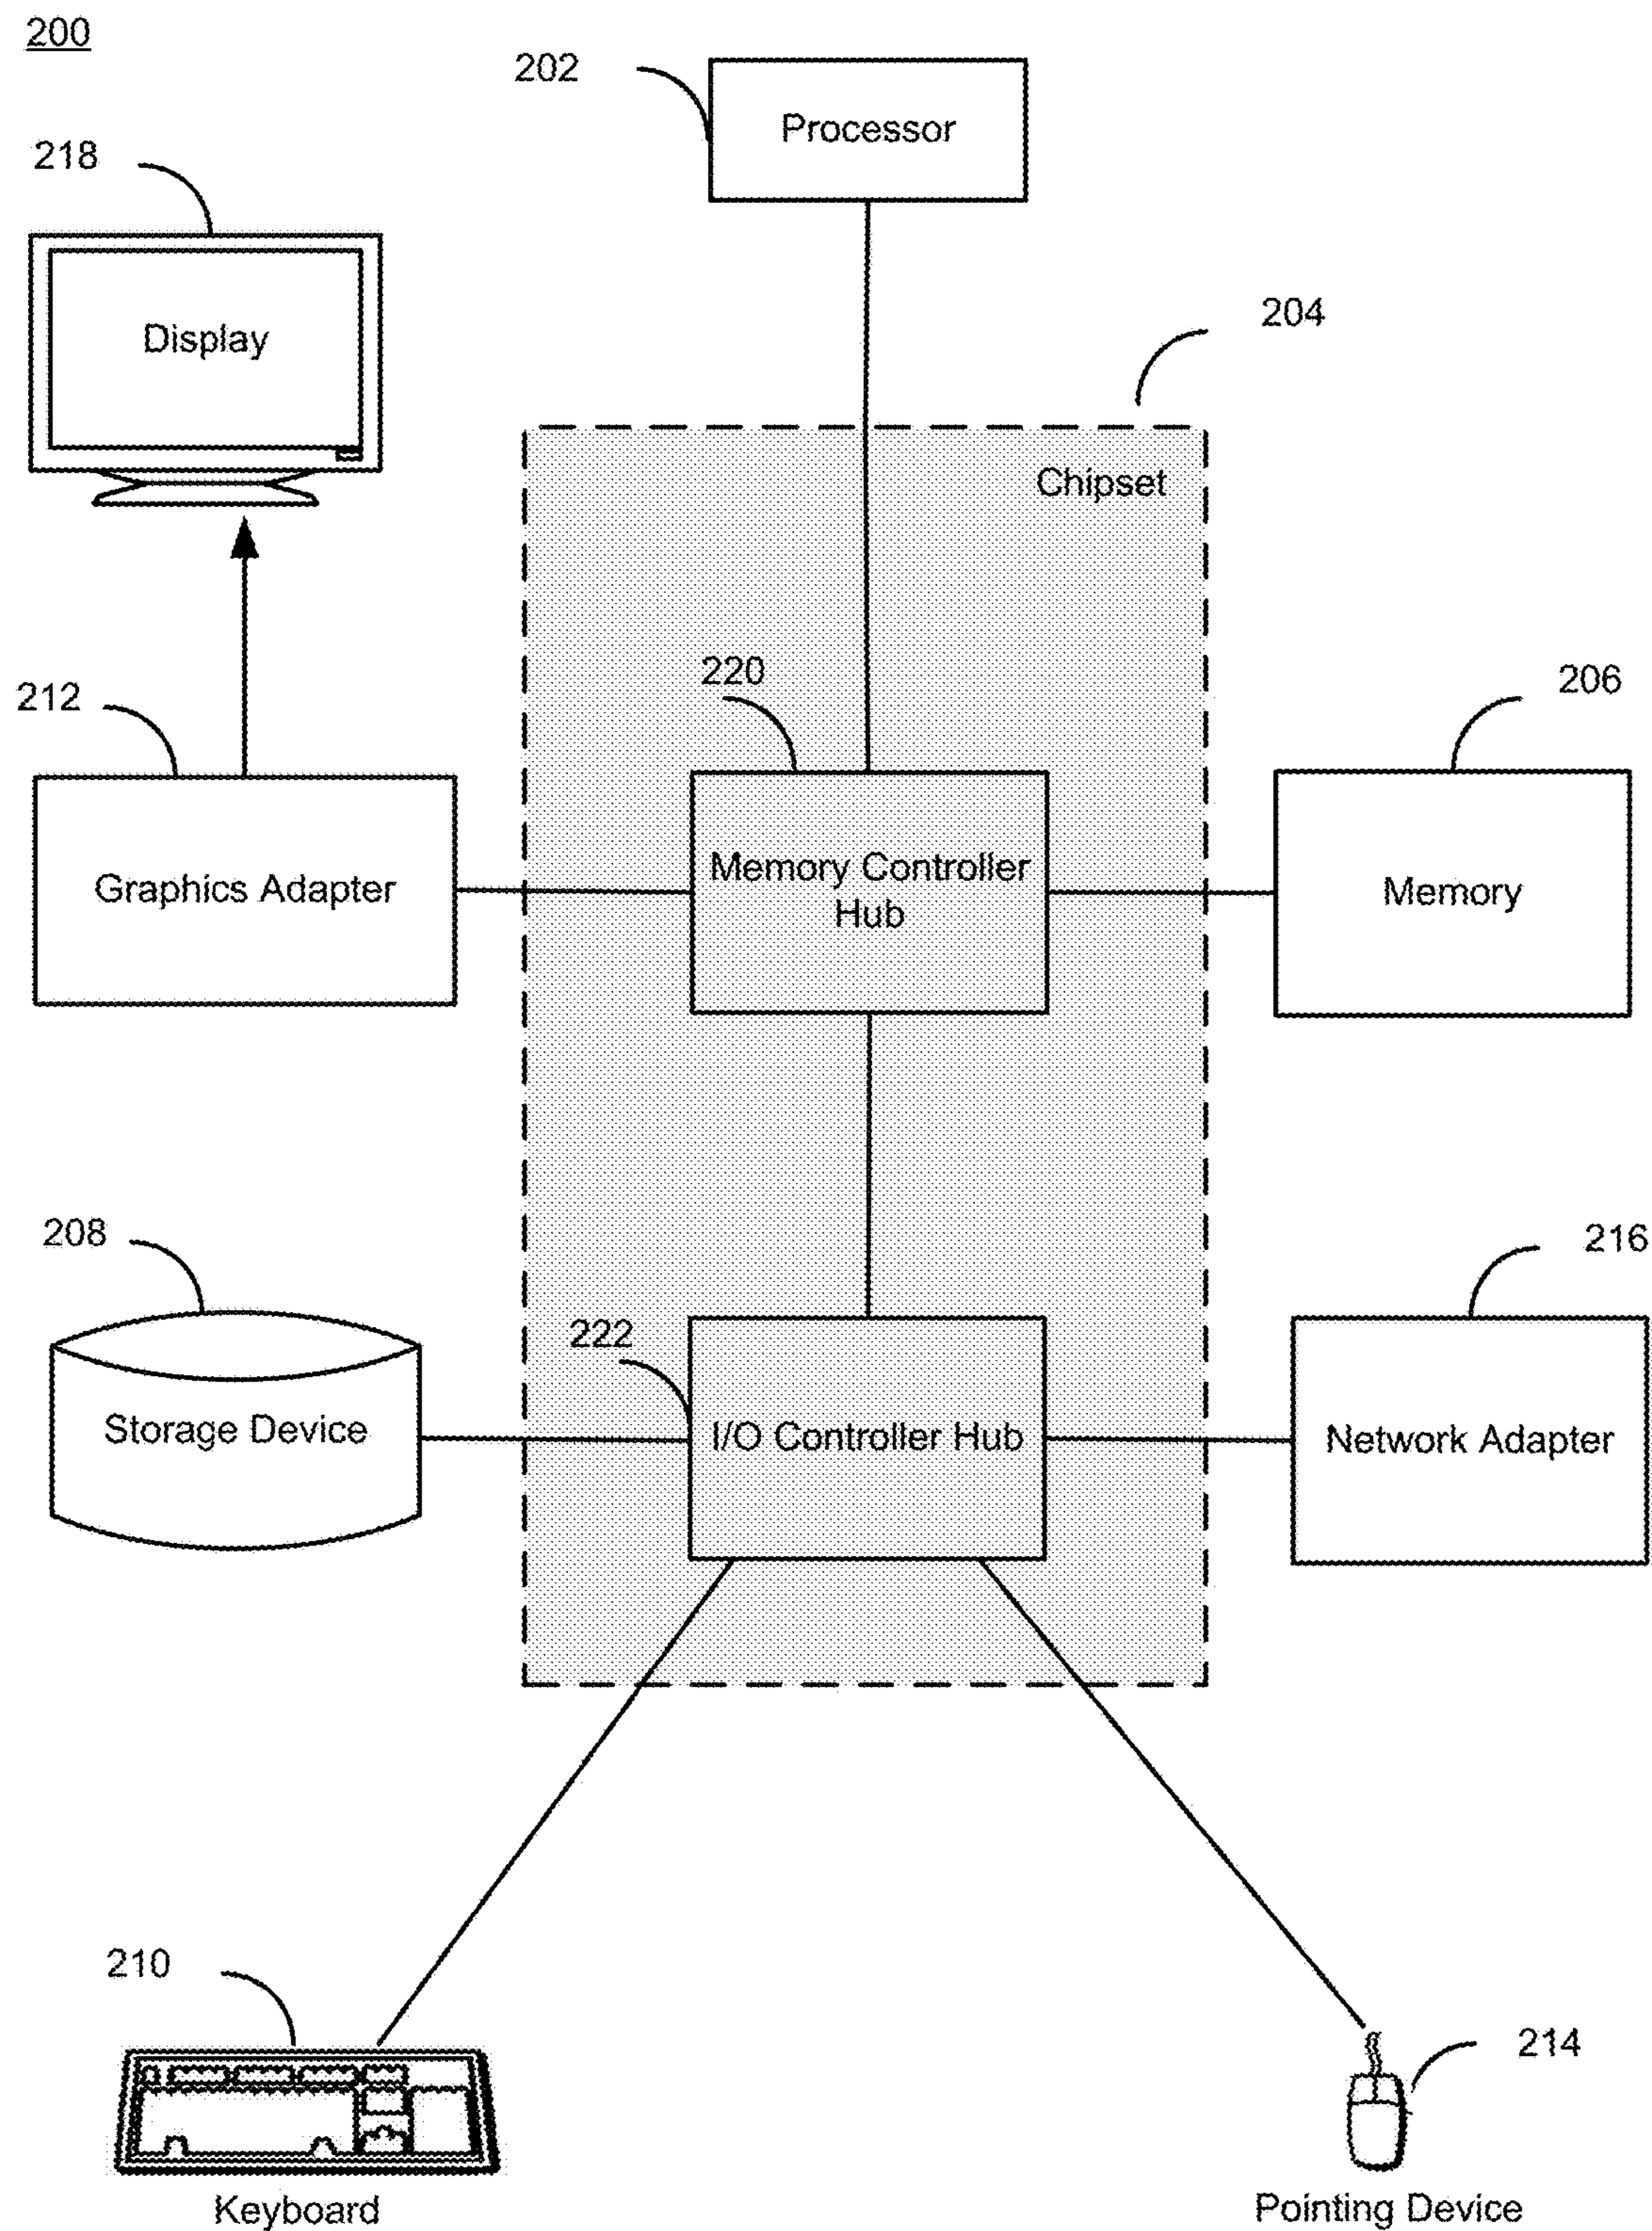 200
202
Processor
218
Display
204
Chipset
220
206
212
Memory Controller
Hub
Graphics Adapter
Memory
208
216
222
Storage Device
I/O Controller Hub
Network Adapter
210
214
Keyboard
Pointing Device